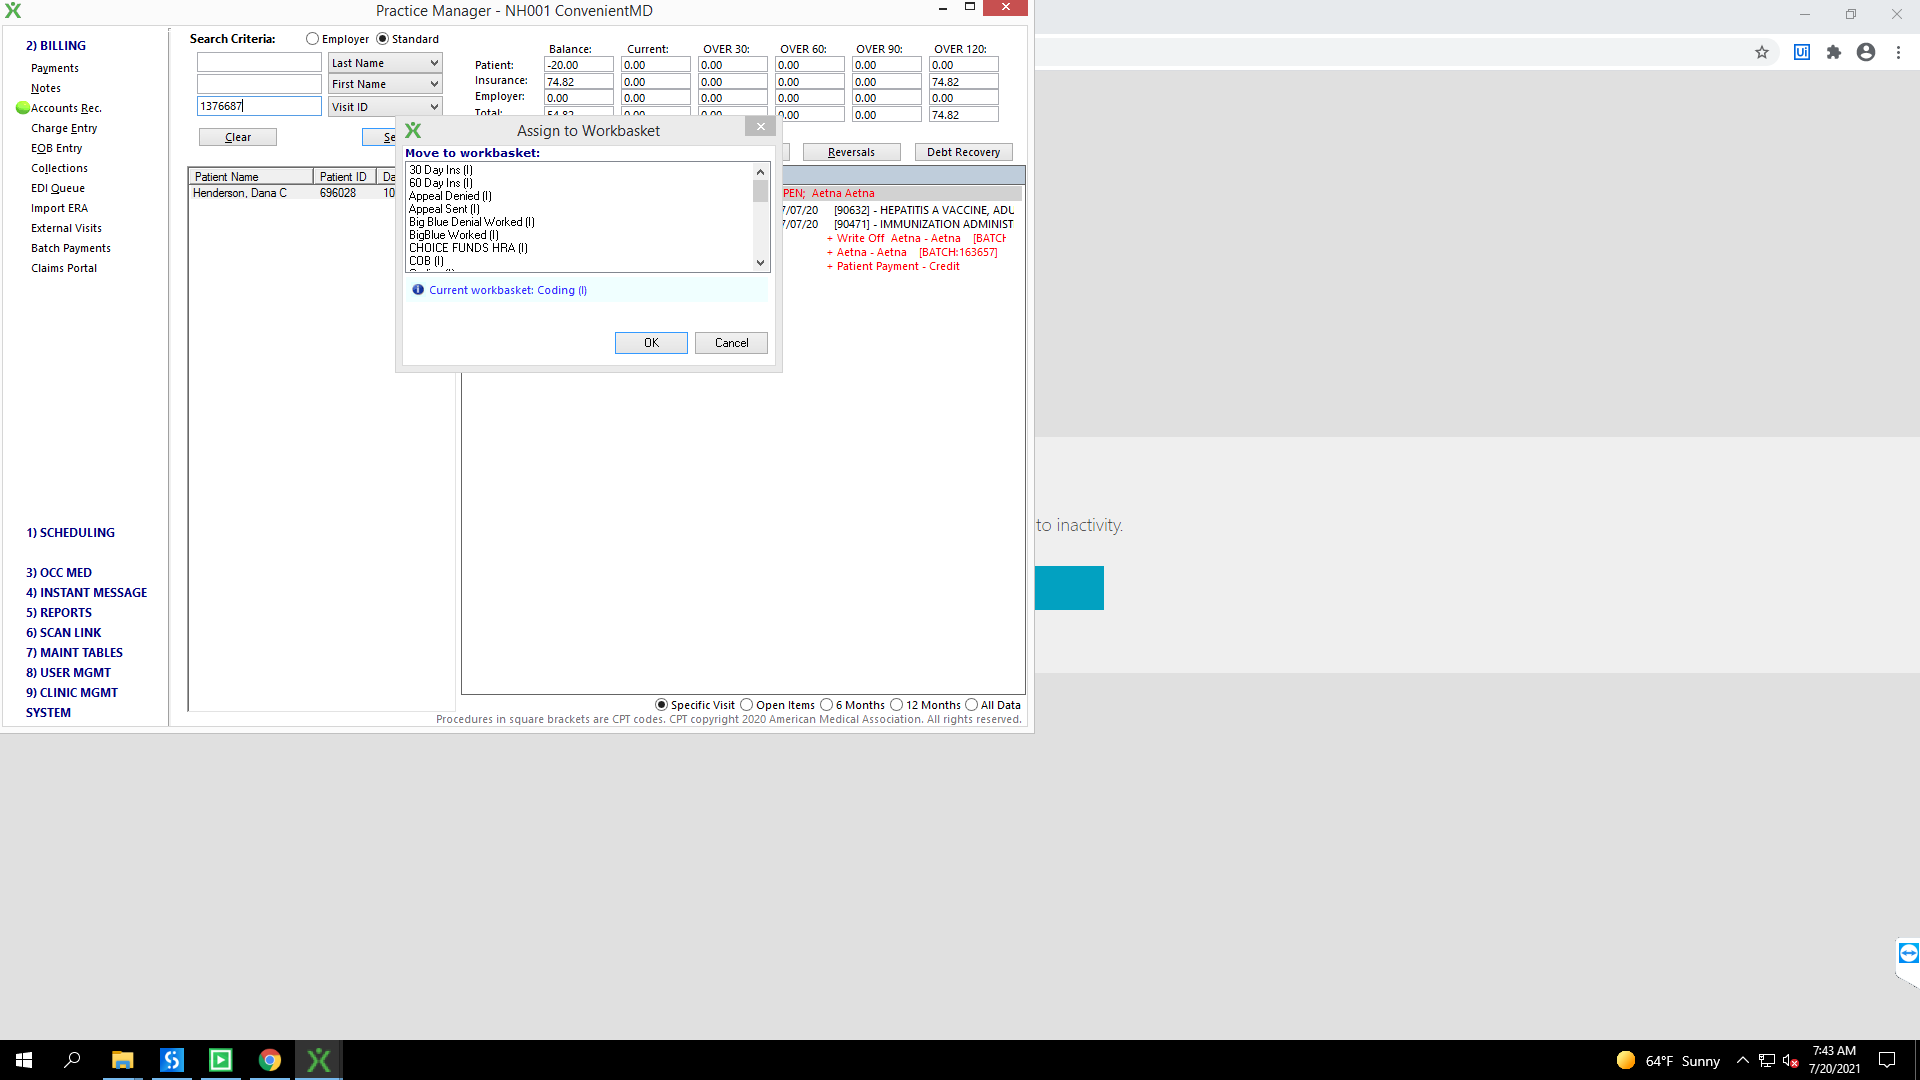 Practice Manager - NH001 ConvenientMD
2) BILLING
Payments
Notes
Accounts Rec.
Charge Entry
EOB Entry
Collections
EDI Queue
Import ERA
External Visits
Batch Payments
Claims Portal
1) SCHEDULING
3) OCC MED
4) INSTANT MESSAGE
5) REPORTS
6) SCAN LINK
7) MAINT TABLES
8) USER MGMT
9) CLINIC MGMT
SYSTEM
Search Criteria: Employer Standard
Last Name
First Name
1376687 Visit ID
Clear Se
Balance: Current: OVER 30: OVER 60: OVER 90: OVER 120:
Patient: -20.00 0.00 0.00 0.00 0.00 0.00
Insurance: 74.82 0.00 0.00 0.00 0.00 74.82
Employer: 0.00 0.00 0.00 0.00 0.00 0.00
Total: 54.82 0.00 0.00 0.00 0.00 74.82
Reversals Debt Recovery
Patient Name Patient ID Da
Henderson, Dana C 696028 10
PEN; Aetna Aetna
7/07/20 [90632] - HEPATITIS A VACCINE, ADU
7/07/20 [90471] - IMMUNIZATION ADMINIST
+ Write Off Aetna - Aetna [BATCH
+ Aetna - Aetna [BATCH:163657]
+ Patient Payment - Credit
Assign to Workbasket
Move to workbasket:
30 Day Ins (I)
60 Day Ins (I)
Appeal Denied (I)
Appeal Sent (I)
Big Blue Denial Worked (I)
BigBlue Worked (I)
CHOICE FUNDS HRA (I)
COB (I)
Coding (I)
Current workbasket: Coding (I)
OK Cancel
Specific Visit Open Items 6 Months 12 Months All Data
Procedures in square brackets are CPT codes. CPT copyright 2020 American Medical Association. All rights reserved.
to inactivity.
Ui
64°F Sunny
7:43 AM
7/20/2021